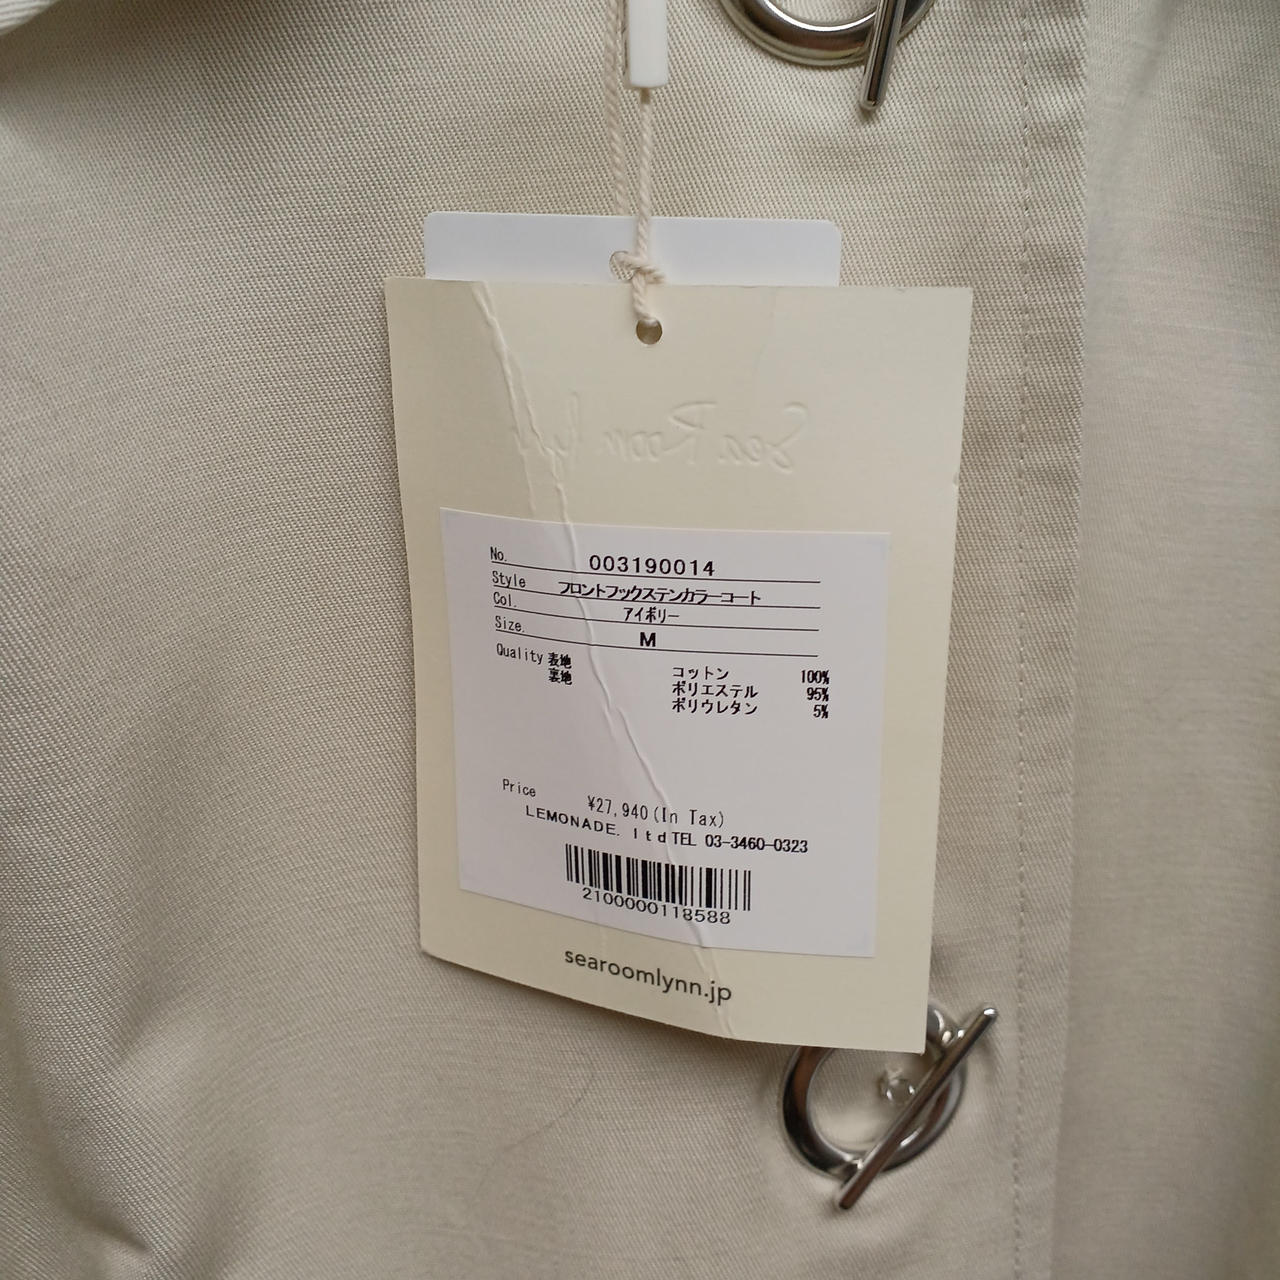 No. 003190014
Style フロントフックステンカラーコート
Col. アイボリー
Size. M
Quality 表地 コットン 100%
裏地 ポリエステル 95%
ポリウレタン 5%
Price ¥27,940(In Tax)
LEMONADE. ltd TEL 03-3460-0323
2100000118588
searoomlynn.jp